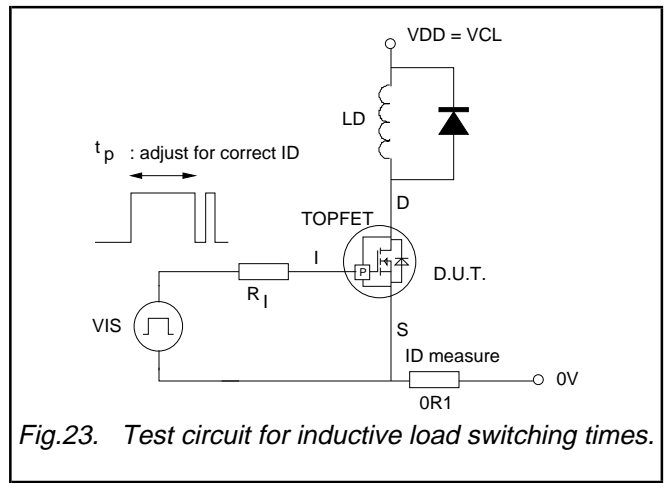 VDD = VCL
LD
t p : adjust for correct ID
D
TOPFET
I
P
D.U.T.
R I
VIS
S
ID measure
0V
0R1
Fig.23. Test circuit for inductive load switching times.